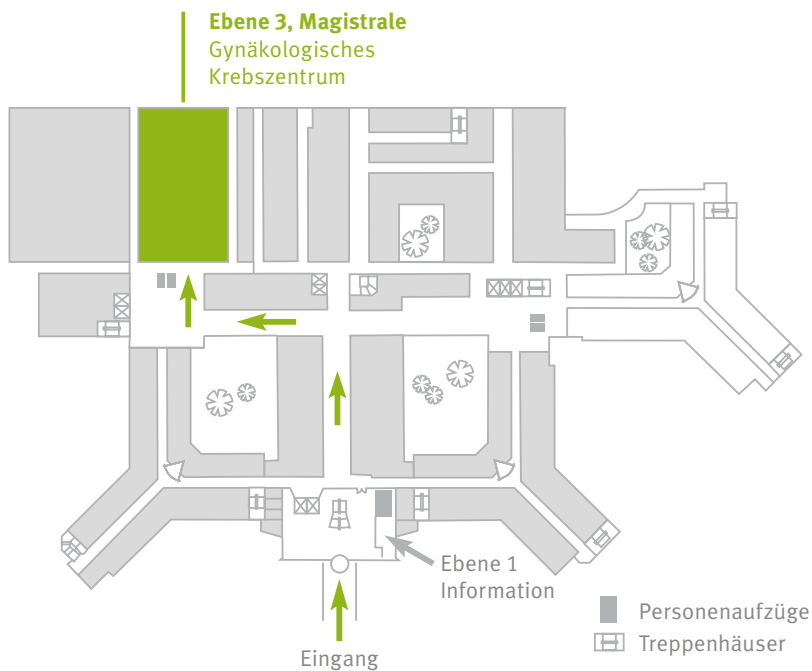 Ebene 3, Magistrale
Gynäkologisches
Krebszentrum
Ebene 1
Information
Eingang
Personenaufzüge
Treppenhäuser